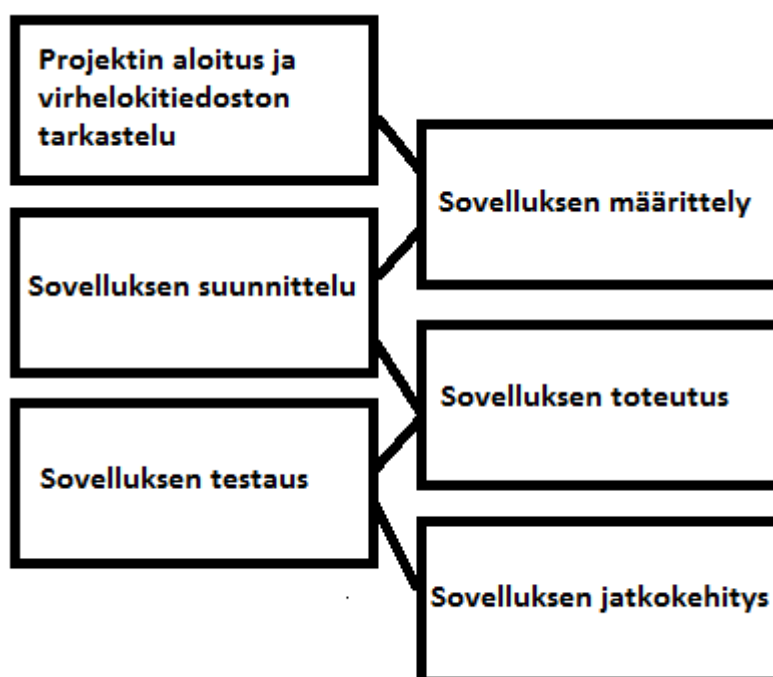 Projektin aloitus ja
virhelokitiedoston
tarkastelu
Sovelluksen määrittely
Sovelluksen suunnittelu
Sovelluksen toteutus
Sovelluksen testaus
Sovelluksen jatkokehitys